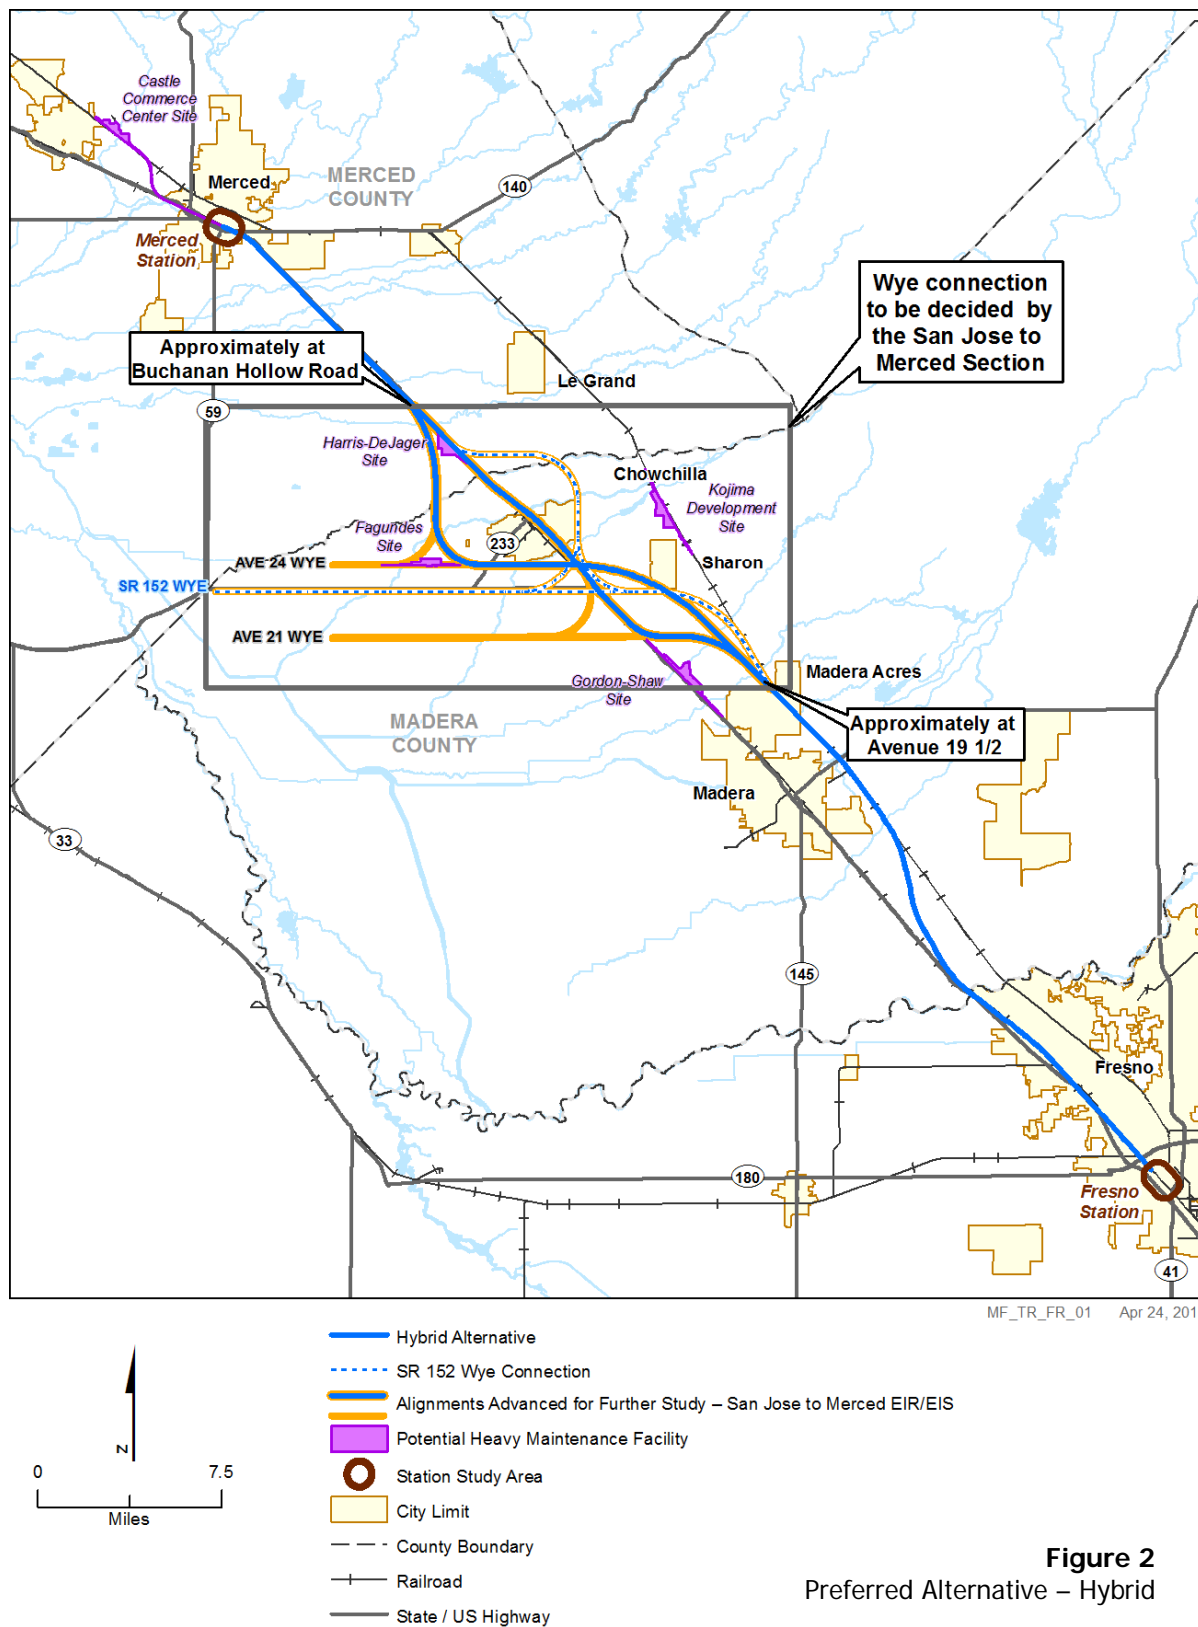 Castle
Commerce
Center Site
Merced
MERCED
COUNTY
140
Merced
Station
Wye connection
to be decided by
the San Jose to
Merced Section
Approximately at
Buchanan Hollow Road
Le Grand
59
Harris-DeJager
Site
Chowchilla
Kojima
Development
Site
Fagundes
Site
233
Sharon
AVE 24 WYE
SR 152 WYE
AVE 21 WYE
Gordon-Shaw
Site
Madera Acres
MADERA
COUNTY
Approximately at
Avenue 19 1/2
Madera
33
145
Fresno
180
Fresno
Station
41
MF_TR_FR_01 Apr 24, 201
Hybrid Alternative
SR 152 Wye Connection
Alignments Advanced for Further Study – San Jose to Merced EIR/EIS
Potential Heavy Maintenance Facility
Station Study Area
City Limit
County Boundary
Railroad
State / US Highway
N
0 7.5
Miles
Figure 2
Preferred Alternative – Hybrid